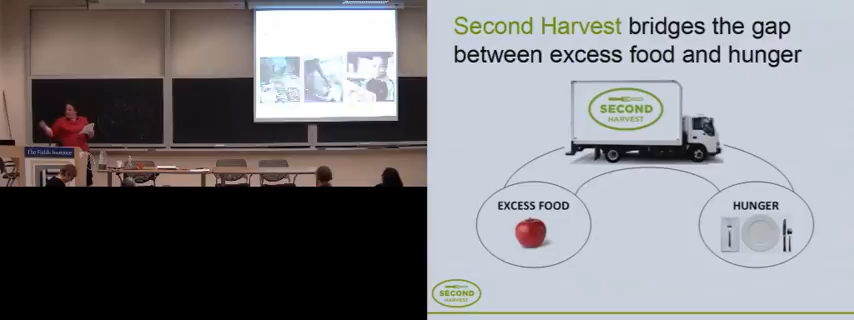 The Fields Institute
Second Harvest bridges the gap
between excess food and hunger
SECOND
HARVEST
EXCESS FOOD
HUNGER
SECOND
HARVEST